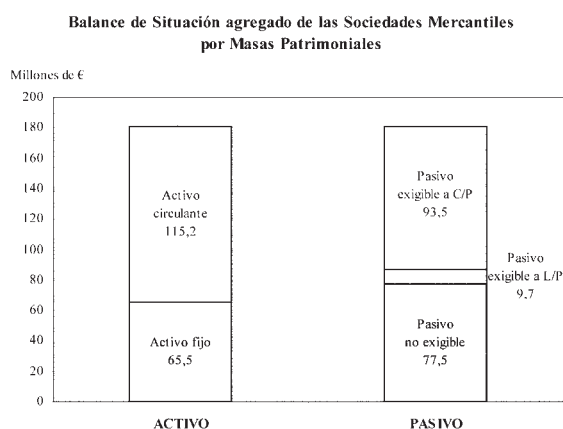 Balance de Situación agregado de las Sociedades Mercantiles
por Masas Patrimoniales
Millones de €
200
180
160
140
120
100
80
60
40
20
0
Activo
circulante
115,2
Activo fijo
65,5
Pasivo
exigible a C/P
93,5
Pasivo
exigible a L/P
9,7
Pasivo
no exigible
77,5
ACTIVO
PASIVO